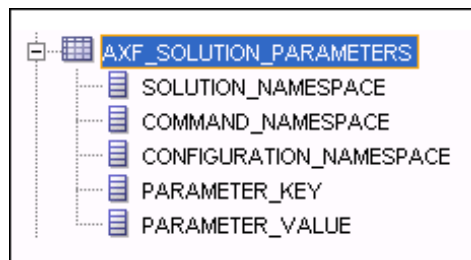 AXF_SOLUTION_PARAMETERS
SOLUTION_NAMESPACE
COMMAND_NAMESPACE
CONFIGURATION_NAMESPACE
PARAMETER_KEY
PARAMETER_VALUE